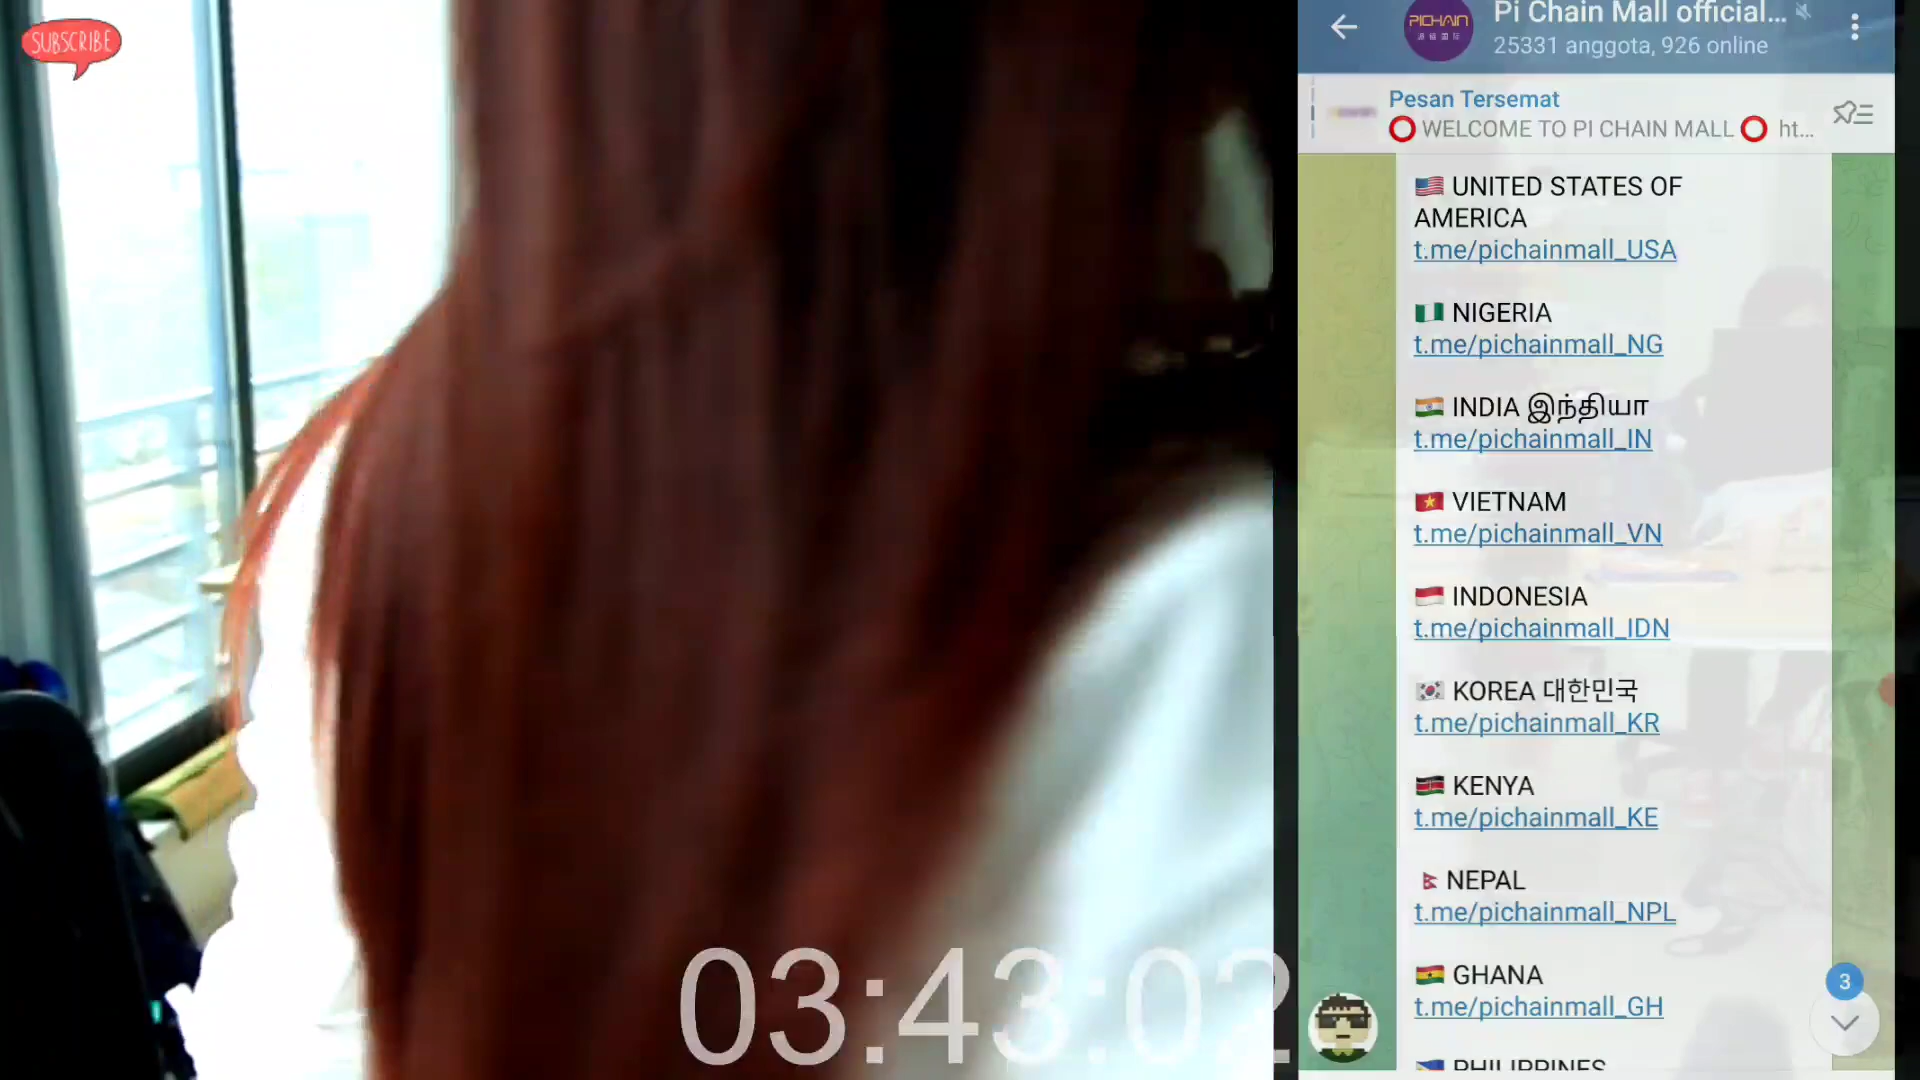 SUBSCRIBE
PICHAIN
Pi Chain Mall official...
25331 anggota, 926 online
Pesan Tersemat
WELCOME TO PI CHAIN MALL ht...
UNITED STATES OF
AMERICA
t.me/pichainmall_USA
NIGERIA
t.me/pichainmall_NG
INDIA இந்தியா
t.me/pichainmall_IN
VIETNAM
t.me/pichainmall_VN
INDONESIA
t.me/pichainmall_IDN
KOREA 대한민국
t.me/pichainmall_KR
KENYA
t.me/pichainmall_KE
NEPAL
t.me/pichainmall_NPL
GHANA
t.me/pichainmall_GH
PHILIPPINES
3
03:43:02